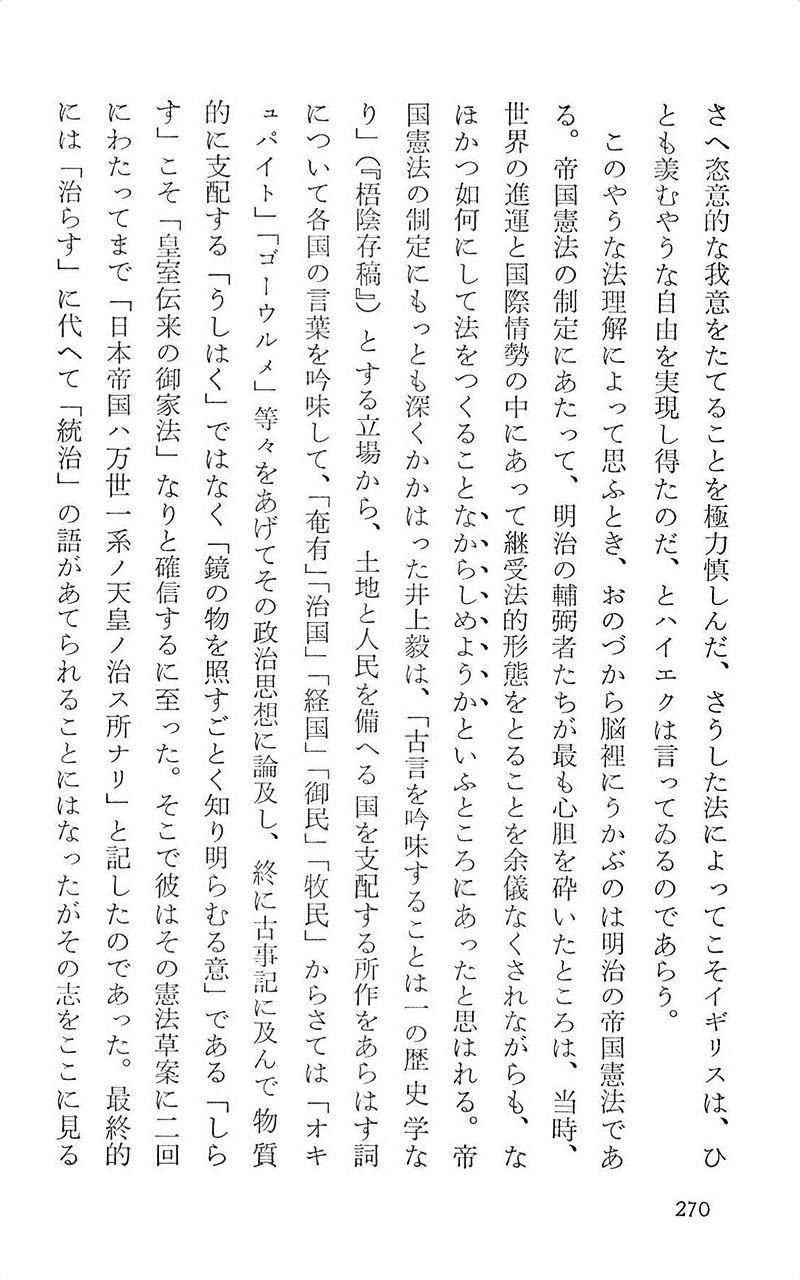 さへ恣意的な我意をたてることを極力慎しんだ、さうした法によってこそイギリスは、ひ
とも羨むやうな自由を実現し得たのだ、とハイエクは言ってゐるのであらう。
このやうな法理解によって思ふとき、おのづから脳裡にうかぶのは明治の帝国憲法であ
る。帝国憲法の制定にあたって、明治の輔弼者たちが最も心胆を砕いたところは、当時、
世界の進運と国際情勢の中にあって継受法的形態をとることを余儀なくされながらも、な
ほかつ如何にして法をつくることなからしめようかといふところにあったと思はれる。帝
国憲法の制定にもっとも深くかかはった井上毅は、「古言を吟味することは一の歴史学な
り」（『梧陰存稿』）とする立場から、土地と人民を備へる国を支配する所作をあらはす詞
について各国の言葉を吟味して、「奄有」「治国」「経国」「御民」「牧民」からさては「オキ
ュパイト」「ゴーウルメ」等々をあげてその政治思想に論及し、終に古事記に及んで物質
的に支配する「うしはく」ではなく「鏡の物を照すごとく知り明らむる意」である「しら
す」こそ「皇室伝来の御家法」なりと確信するに至った。そこで彼はその憲法草案に二回
にわたってまで「日本帝国ハ万世一系ノ天皇ノ治ス所ナリ」と記したのであった。最終的
には「治らす」に代へて「統治」の語があてられることにはなったがその志をここに見る
270